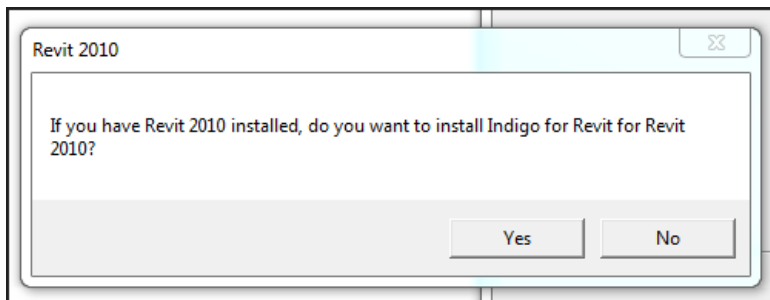 Revit 2010
If you have Revit 2010 installed, do you want to install Indigo for Revit for Revit
2010?
Yes
No